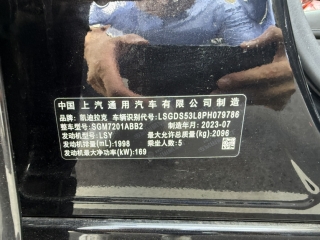 中国 上汽通用汽车有限公司制造
品牌：凯迪拉克 车辆识别代号：LSGDS53L8PH079786
整车型号：SGM7201ABB2 制造年月：2023-07
发动机型号：LSY 最大允许总质量(kg)：2096
发动机排量(mL)：1998 乘坐人数：5
发动机最大净功率(kW)：169